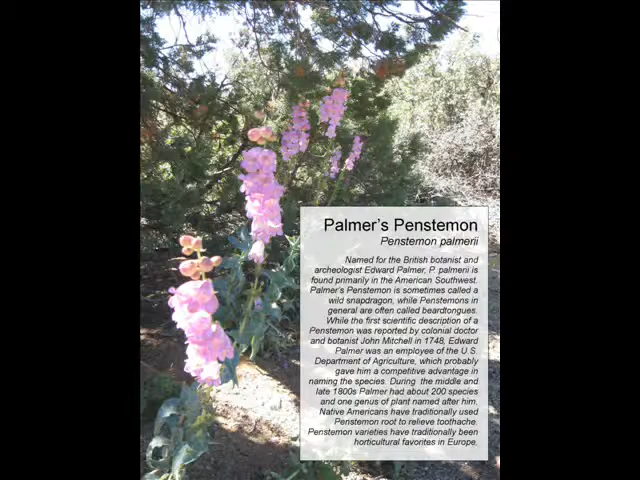 Palmer's Penstemon
Penstemon palmerii
Named for the British botanist and
archeologist Edward Palmer, P. palmerii is
found primarily in the American Southwest.
Palmer's Penstemon is sometimes called a
wild snapdragon, while Penstemons in
general are often called beardtongues.
While the first scientific description of a
Penstemon was reported by colonial doctor
and botanist John Mitchell in 1748, Edward
Palmer was an employee of the U.S.
Department of Agriculture, which probably
gave him a competitive advantage in
naming the species. During the middle and
late 1800s Palmer had about 200 species
and one genus of plant named after him.
Native Americans have traditionally used
Penstemon root to relieve toothache.
Penstemon varieties have traditionally been
horticultural favorites in Europe.